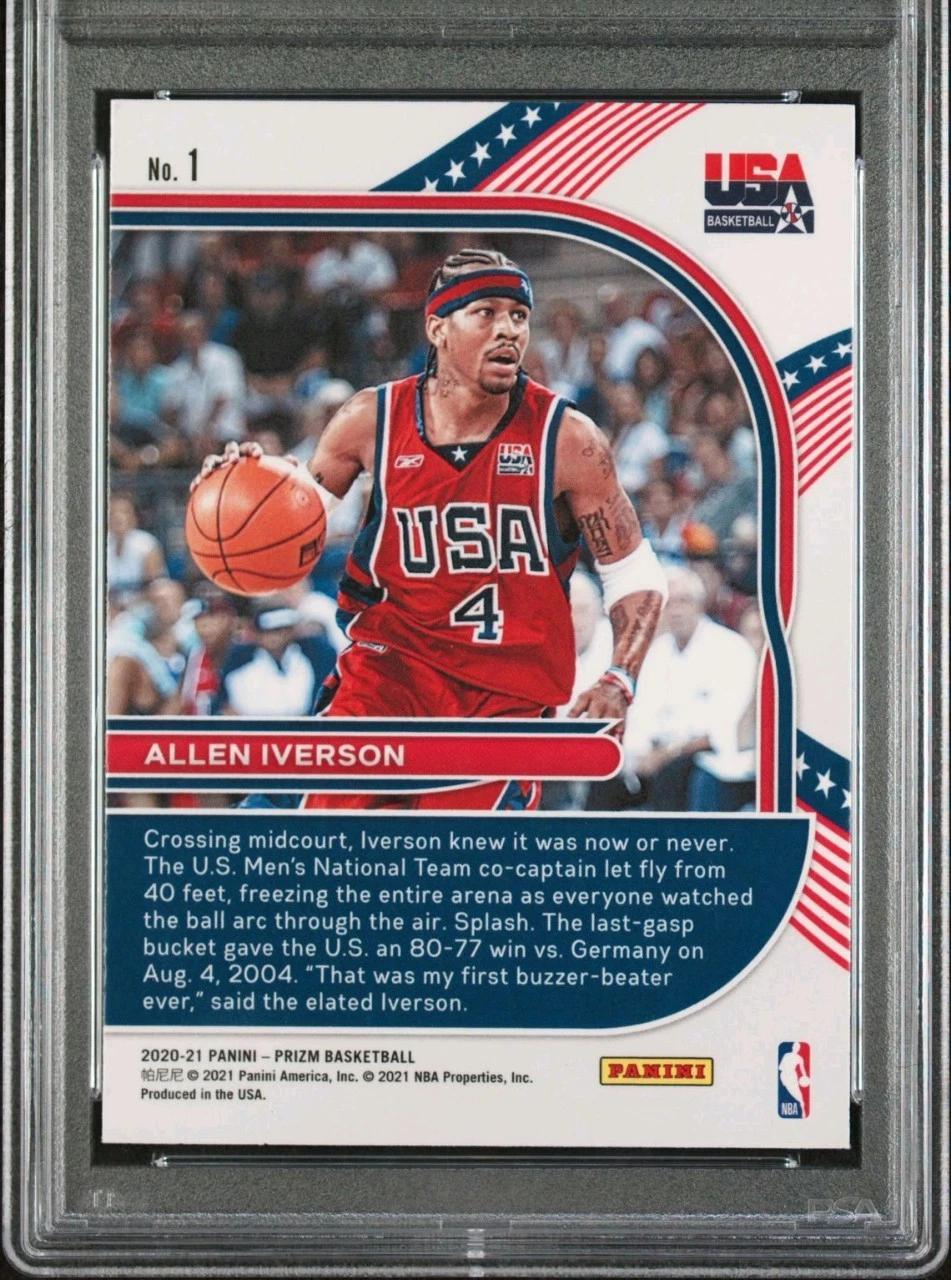 No. 1
USA
BASKETBALL
USA
USA
4
ALLEN IVERSON
Crossing midcourt, Iverson knew it was now or never.
The U.S. Men's National Team co-captain let fly from
40 feet, freezing the entire arena as everyone watched
the ball arc through the air. Splash. The last-gasp
bucket gave the U.S. an 80-77 win vs. Germany on
Aug. 4, 2004. "That was my first buzzer-beater
ever," said the elated Iverson.
2020-21 PANINI – PRIZM BASKETBALL
帕尼尼 © 2021 Panini America, Inc. © 2021 NBA Properties, Inc.
Produced in the USA.
PANINI
NBA
PSA